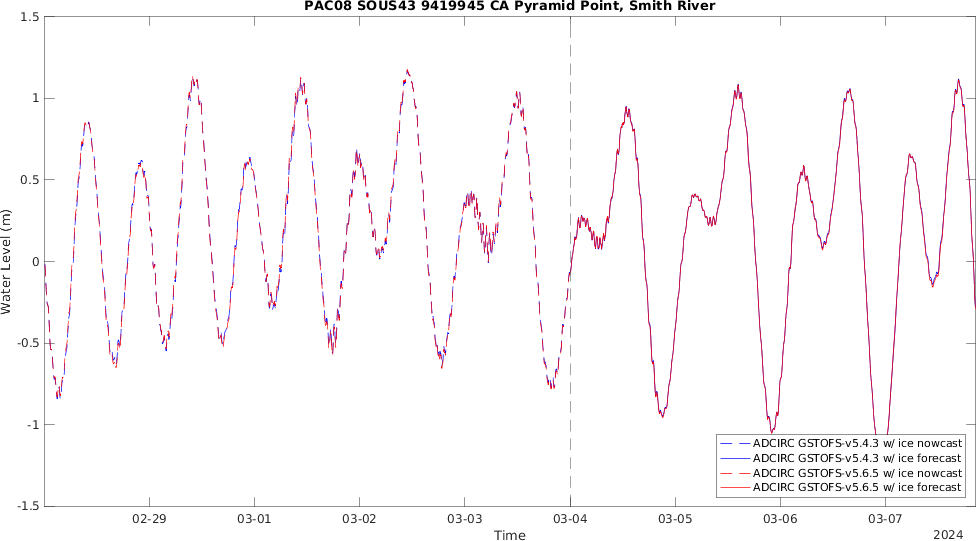 PAC08 SOUS43 9419945 CA Pyramid Point, Smith River
1.5
1
0.5
0
-0.5
-1
-1.5
Water Level (m)
ADCIRC GSTOFS-v5.4.3 w/ ice nowcast
ADCIRC GSTOFS-v5.4.3 w/ ice forecast
ADCIRC GSTOFS-v5.6.5 w/ ice nowcast
ADCIRC GSTOFS-v5.6.5 w/ ice forecast
02-29 03-01 03-02 03-03 03-04 03-05 03-06 03-07
Time
2024